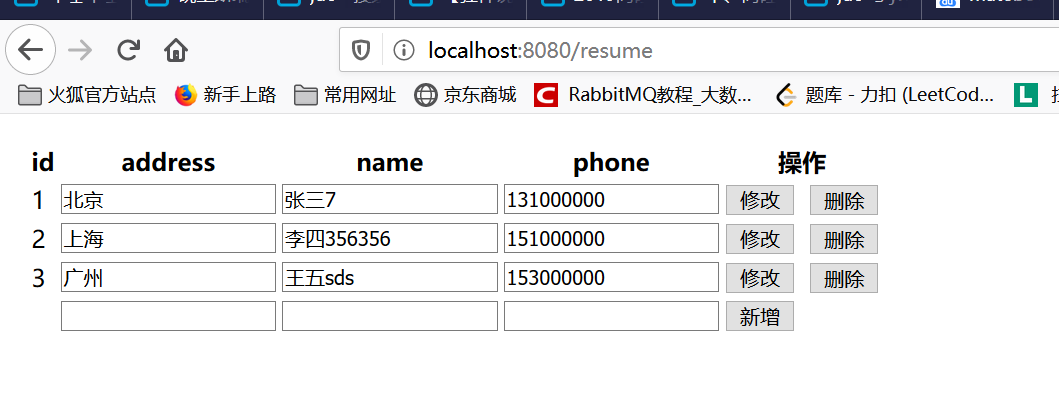 localhost:8080/resume
火狐官方站点 新手上路 常用网址 京东商城 RabbitMQ教程_大数... 题库 - 力扣 (LeetCod...
id address name phone 操作
1 北京 张三7 131000000 修改 删除
2 上海 李四356356 151000000 修改 删除
3 广州 王五sds 153000000 修改 删除
新增